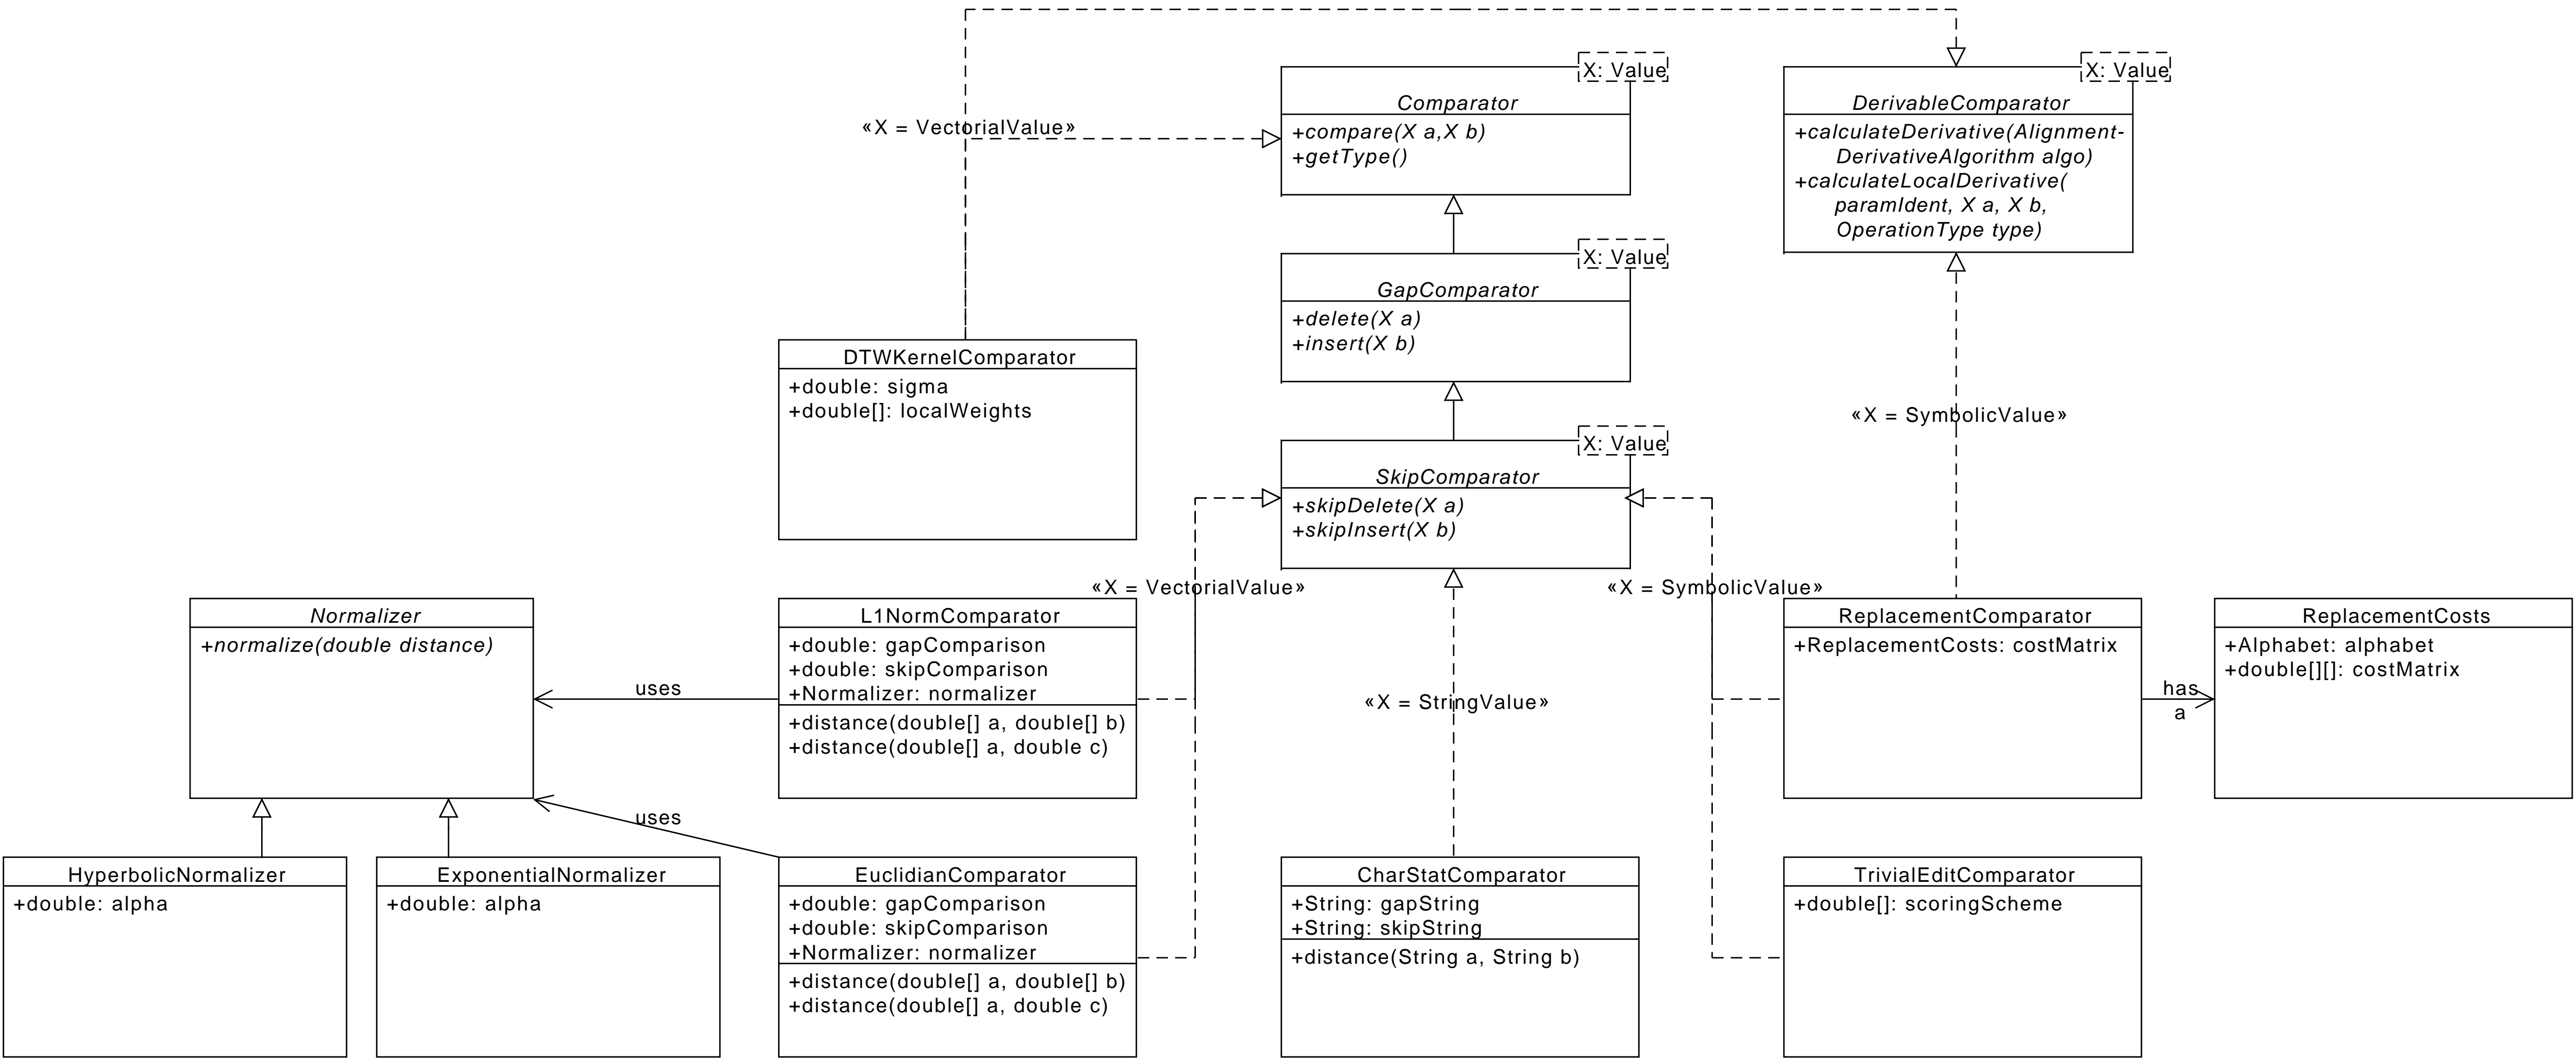 X: Value
Comparator
+compare(X a,X b)
+getType()
X: Value
DerivableComparator
+calculateDerivative(Alignment-
DerivativeAlgorithm algo)
+calculateLocalDerivative(
paramIdent, X a, X b,
OperationType type)
«X = VectorialValue»
X: Value
GapComparator
+delete(X a)
+insert(X b)
DTWKernelComparator
+double: sigma
+double[]: localWeights
«X = SymbolicValue»
X: Value
SkipComparator
+skipDelete(X a)
+skipInsert(X b)
«X = VectorialValue»
«X = SymbolicValue»
Normalizer
+normalize(double distance)
uses
L1NormComparator
+double: gapComparison
+double: skipComparison
+Normalizer: normalizer
+distance(double[] a, double[] b)
+distance(double[] a, double c)
«X = StringValue»
ReplacementComparator
+ReplacementCosts: costMatrix
has
a
ReplacementCosts
+Alphabet: alphabet
+double[][]: costMatrix
uses
HyperbolicNormalizer
+double: alpha
ExponentialNormalizer
+double: alpha
EuclidianComparator
+double: gapComparison
+double: skipComparison
+Normalizer: normalizer
+distance(double[] a, double[] b)
+distance(double[] a, double c)
CharStatComparator
+String: gapString
+String: skipString
+distance(String a, String b)
TrivialEditComparator
+double[]: scoringScheme